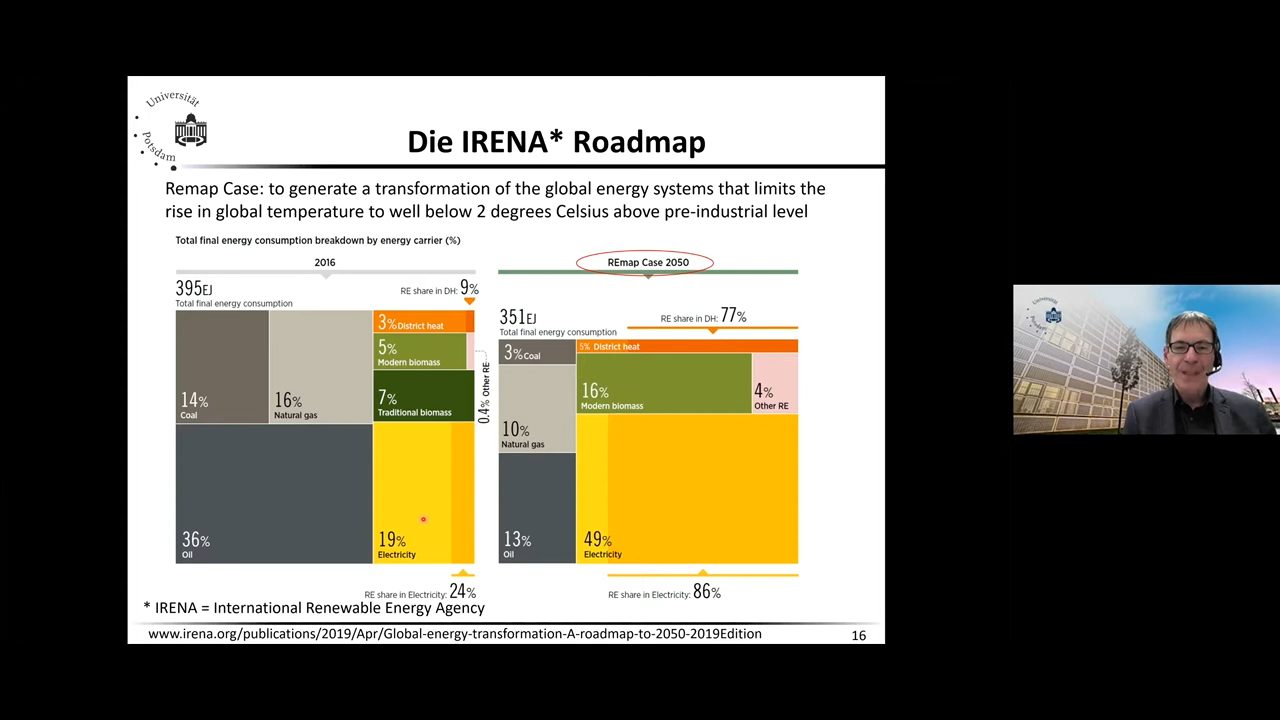 Universität
Potsdam
Die IRENA* Roadmap
Remap Case: to generate a transformation of the global energy systems that limits the
rise in global temperature to well below 2 degrees Celsius above pre-industrial level
Total final energy consumption breakdown by energy carrier (%)
2016
395EJ
Total final energy consumption
RE share in DH: 9%
14%
Coal
16%
Natural gas
3% District heat
5%
Modern biomass
7%
Traditional biomass
0.4% Other RE
36%
Oil
19%
Electricity
RE share in Electricity: 24%
REmap Case 2050
351EJ
Total final energy consumption
RE share in DH: 77%
3% Coal
5% District heat
16%
Modern biomass
4%
Other RE
10%
Natural gas
13%
Oil
49%
Electricity
RE share in Electricity: 86%
* IRENA = International Renewable Energy Agency
www.irena.org/publications/2019/Apr/Global-energy-transformation-A-roadmap-to-2050-2019Edition
16